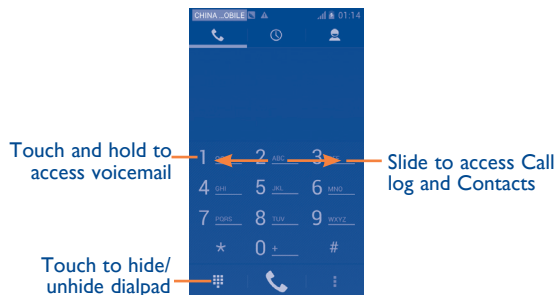 CHINA ...OBILE 01:14
Touch and hold to
access voicemail
1 2 ABC 3
Slide to access Call
log and Contacts
4 GHI 5 JKL 6 MNO
7 PQRS 8 TUV 9 WXYZ
* 0 + #
Touch to hide/
unhide dialpad